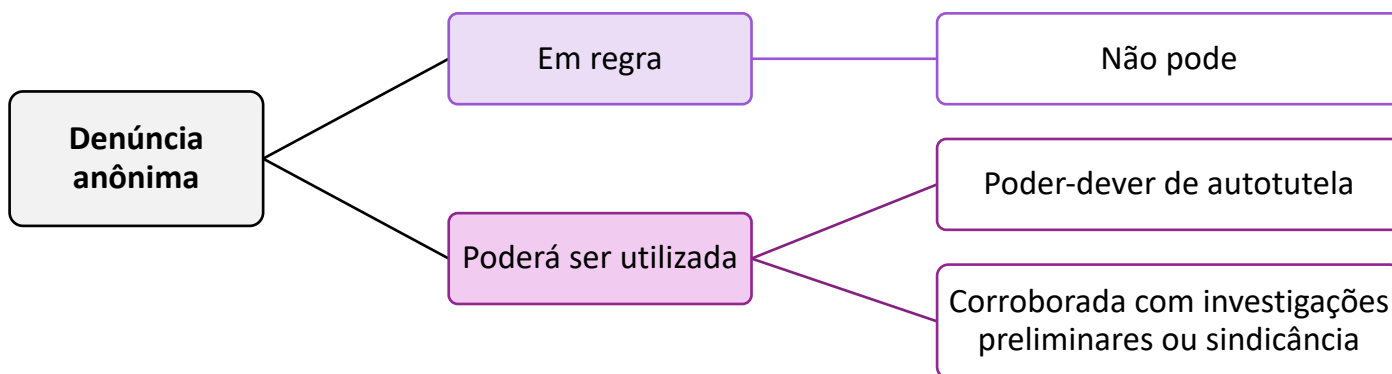 Denúncia
anônima
Em regra
Não pode
Poderá ser utilizada
Poder-dever de autotutela
Corroborada com investigações
preliminares ou sindicância